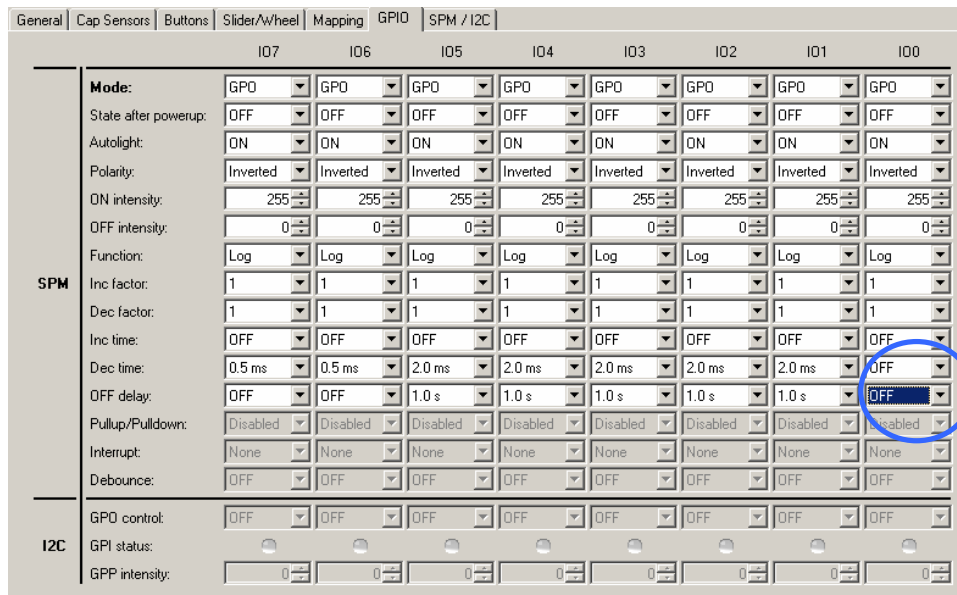 General Cap Sensors Buttons Slider/Wheel Mapping GPIO SPM / I2C
IO7 IO6 IO5 IO4 IO3 IO2 IO1 IO0
Mode: GPO GPO GPO GPO GPO GPO GPO GPO
State after powerup: OFF OFF OFF OFF OFF OFF OFF OFF
Autolight: ON ON ON ON ON ON ON ON
Polarity: Inverted Inverted Inverted Inverted Inverted Inverted Inverted Inverted
ON intensity: 255 255 255 255 255 255 255 255
OFF intensity: 0 0 0 0 0 0 0 0
Function: Log Log Log Log Log Log Log Log
SPM Inc factor: 1 1 1 1 1 1 1 1
Dec factor: 1 1 1 1 1 1 1 1
Inc time: OFF OFF OFF OFF OFF OFF OFF OFF
Dec time: 0.5 ms 0.5 ms 2.0 ms 2.0 ms 2.0 ms 2.0 ms 2.0 ms OFF
OFF delay: OFF OFF 1.0 s 1.0 s 1.0 s 1.0 s 1.0 s OFF
Pullup/Pulldown: Disabled Disabled Disabled Disabled Disabled Disabled Disabled Disabled
Interrupt: None None None None None None None None
Debounce: OFF OFF OFF OFF OFF OFF OFF OFF
GPO control: OFF OFF OFF OFF OFF OFF OFF OFF
I2C GPI status:
GPP intensity: 0 0 0 0 0 0 0 0